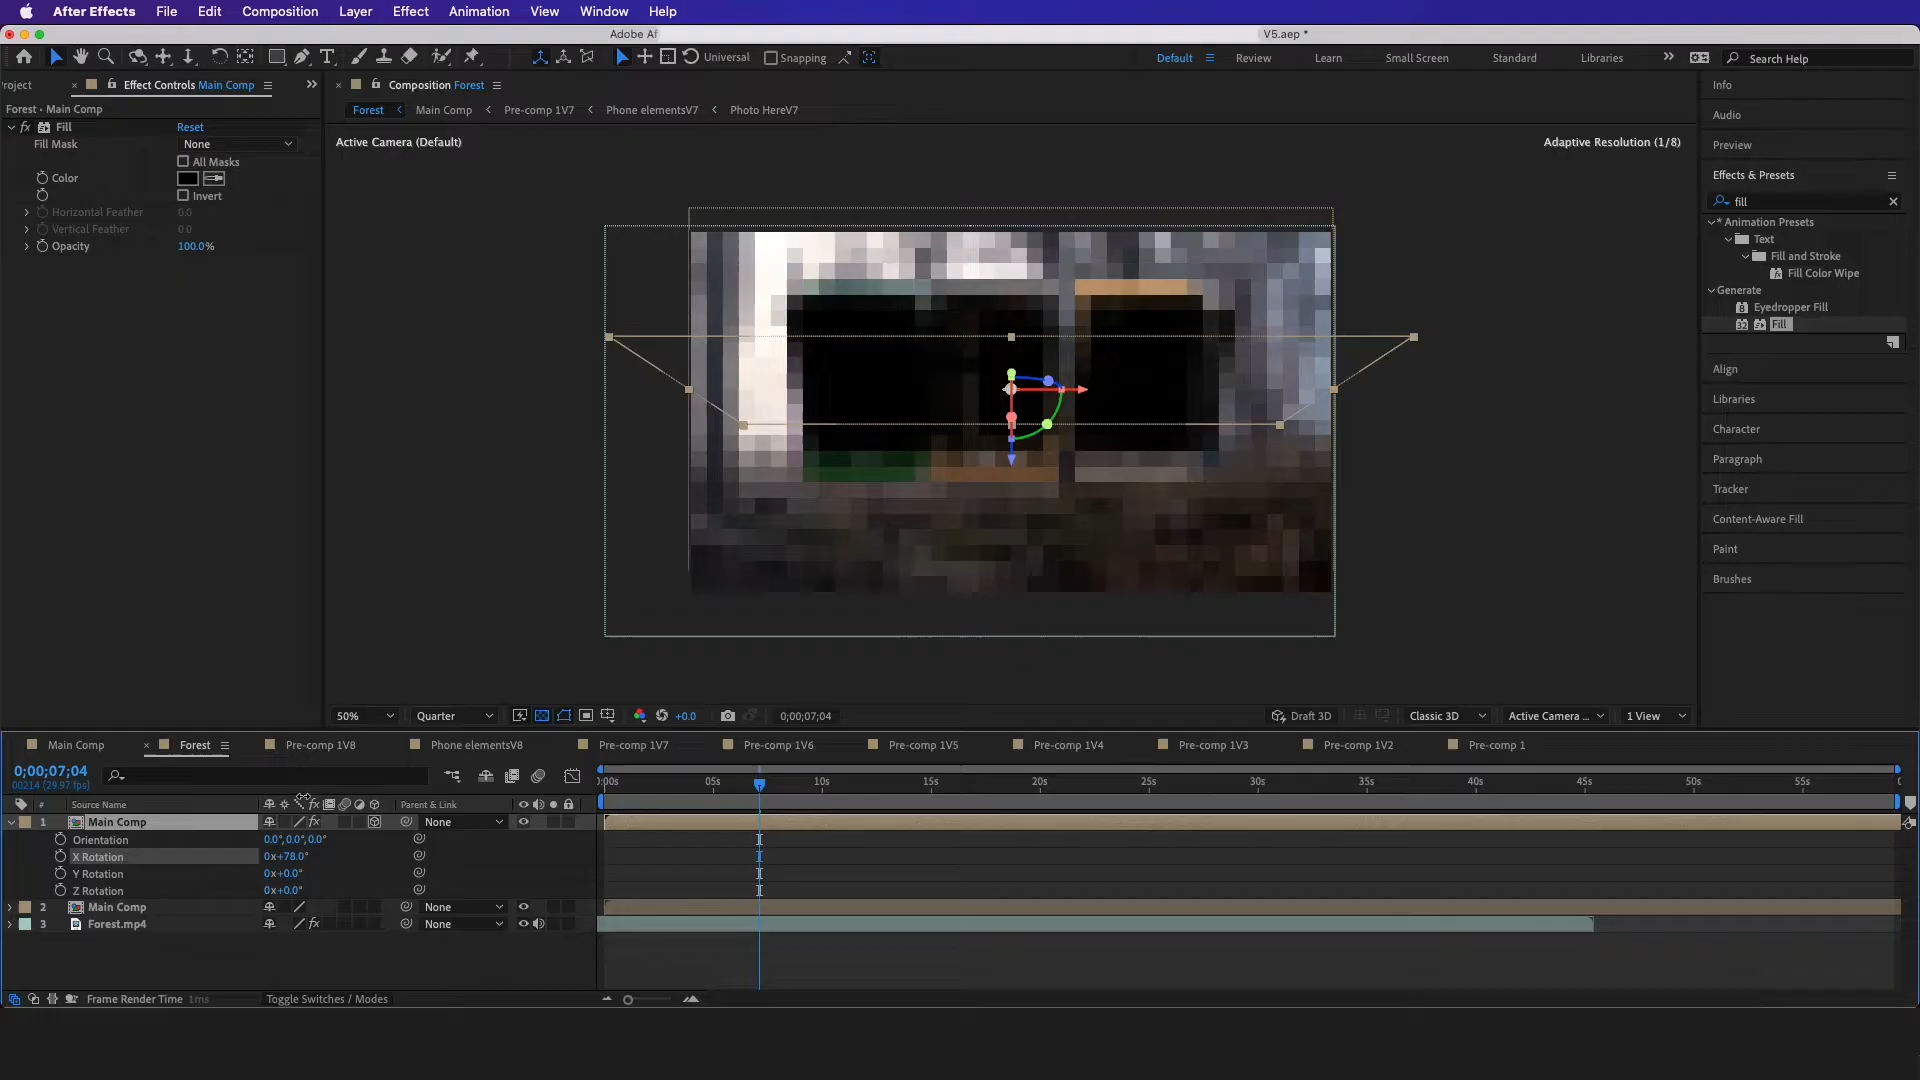 After Effects File Edit Composition Layer Effect Animation View Window Help
Adobe Af V5.aep *
Universal Snapping Default Review Learn Small Screen Standard Libraries Search Help
roject Effect Controls Main Comp
Composition Forest
Info
Forest • Main Comp
Forest Main Comp Pre-comp 1V7 Phone elementsV7 Photo HereV7
Audio
fx Fill Reset
Fill Mask None
Active Camera (Default) Adaptive Resolution (1/8)
Preview
All Masks
Color
Effects & Presets
Invert
fill
Horizontal Feather 0.0
Vertical Feather 0.0
Opacity 100.0%
* Animation Presets
Text
Fill and Stroke
Fill Color Wipe
Generate
Eyedropper Fill
Fill
Align
Libraries
Character
Paragraph
Tracker
Content-Aware Fill
Paint
Brushes
50% Quarter +0.0 0;00;07;04 Draft 3D Classic 3D Active Camera ... 1 View
Main Comp Forest Pre-comp 1V8 Phone elementsV8 Pre-comp 1V7 Pre-comp 1V6 Pre-comp 1V5 Pre-comp 1V4 Pre-comp 1V3 Pre-comp 1V2 Pre-comp 1
0;00;07;04
00214 (29.97 fps)
:00s 05s 10s 15s 20s 25s 30s 35s 40s 45s 50s 55s
# Source Name fx Parent & Link
1 Main Comp fx None
Orientation 0.0°,0.0°,0.0°
X Rotation 0x+78.0°
Y Rotation 0x+0.0°
Z Rotation 0x+0.0°
2 Main Comp None
3 Forest.mp4 fx None
Frame Render Time 1ms Toggle Switches / Modes